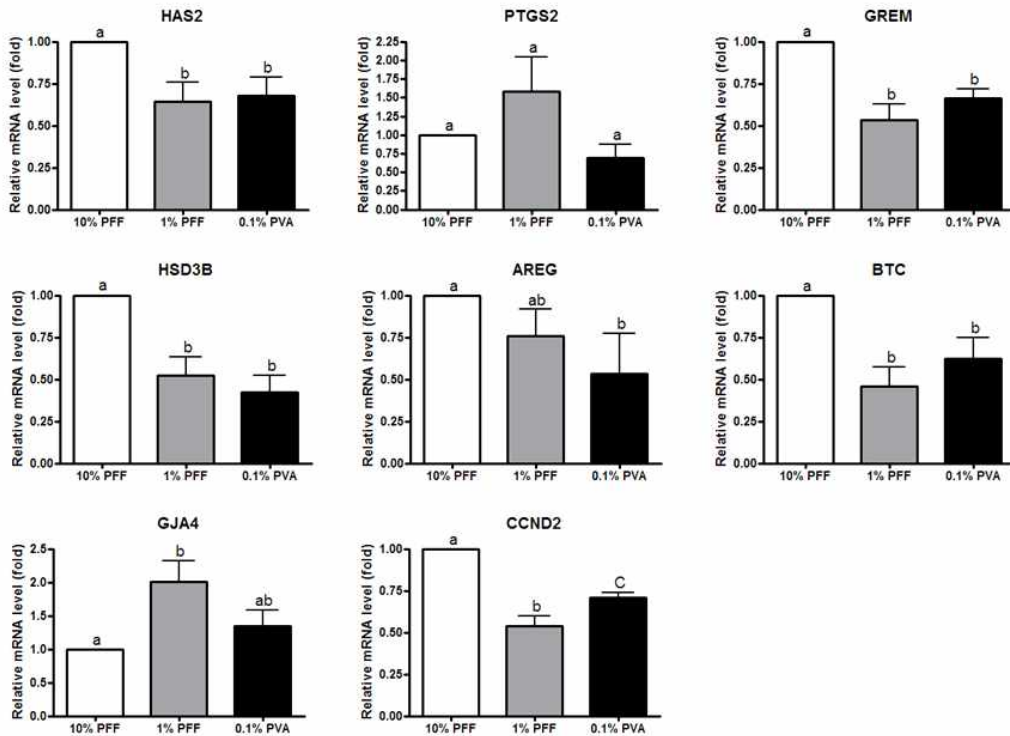 HAS2
Relative mRNA level (fold)
1.00
0.75
0.50
0.25
0.00
a
b
b
10% PFF
1% PFF
0.1% PVA
PTGS2
Relative mRNA level (fold)
2.25
2.00
1.75
1.50
1.25
1.00
0.75
0.50
0.25
0.00
a
a
a
10% PFF
1% PFF
0.1% PVA
GREM
Relative mRNA level (fold)
1.00
0.75
0.50
0.25
0.00
a
b
b
10% PFF
1% PFF
0.1% PVA
HSD3B
Relative mRNA level (fold)
1.00
0.75
0.50
0.25
0.00
a
b
b
10% PFF
1% PFF
0.1% PVA
AREG
Relative mRNA level (fold)
1.00
0.75
0.50
0.25
0.00
a
ab
b
10% PFF
1% PFF
0.1% PVA
BTC
Relative mRNA level (fold)
1.00
0.75
0.50
0.25
0.00
a
b
b
10% PFF
1% PFF
0.1% PVA
GJA4
Relative mRNA level (fold)
2.5
2.0
1.5
1.0
0.5
0.0
a
b
ab
10% PFF
1% PFF
0.1% PVA
CCND2
Relative mRNA level (fold)
1.00
0.75
0.50
0.25
0.00
a
b
C
10% PFF
1% PFF
0.1% PVA